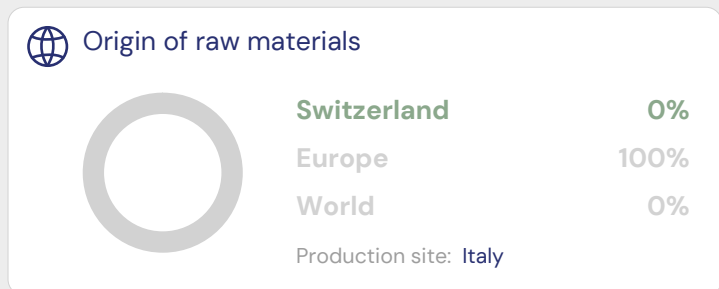 Origin of raw materials
Switzerland 0%
Europe 100%
World 0%
Production site: Italy